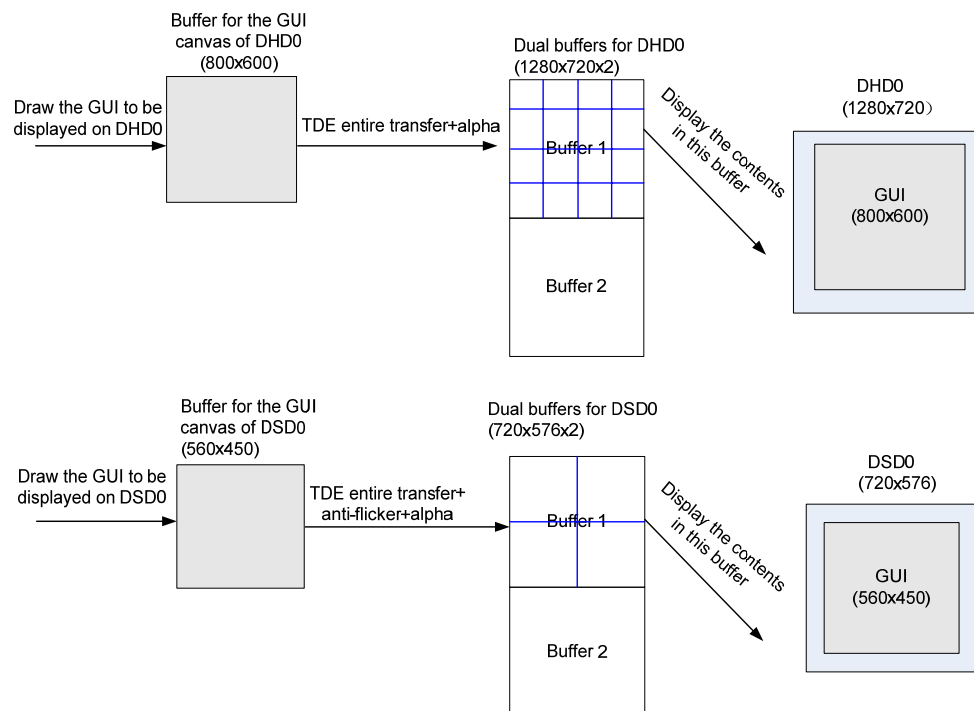 Buffer for the GUI
canvas of DHD0
(800x600)
Draw the GUI to be
displayed on DHD0
TDE entire transfer+alpha
Dual buffers for DHD0
(1280x720x2)
Buffer 1
Buffer 2
Display the contents
in this buffer
DHD0
(1280x720）
GUI
(800x600)
Buffer for the GUI
canvas of DSD0
(560x450)
Draw the GUI to be
displayed on DSD0
TDE entire transfer+
anti-flicker+alpha
Dual buffers for DSD0
(720x576x2)
Buffer 1
Buffer 2
Display the contents
in this buffer
DSD0
(720x576)
GUI
(560x450)